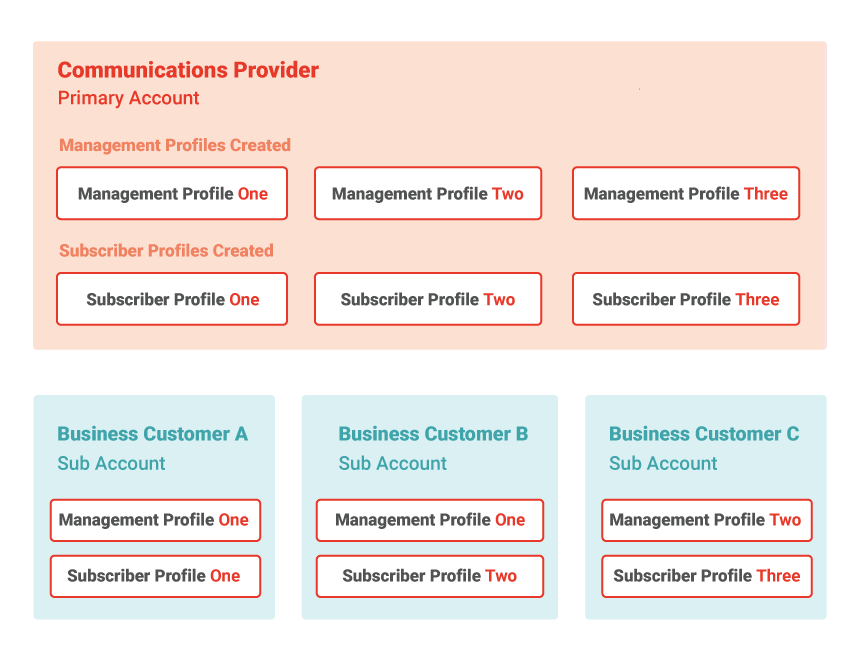 Communications Provider
Primary Account
Management Profiles Created
Management Profile One
Management Profile Two
Management Profile Three
Subscriber Profiles Created
Subscriber Profile One
Subscriber Profile Two
Subscriber Profile Three
Business Customer A
Sub Account
Management Profile One
Subscriber Profile One
Business Customer B
Sub Account
Management Profile One
Subscriber Profile Two
Business Customer C
Sub Account
Management Profile Two
Subscriber Profile Three